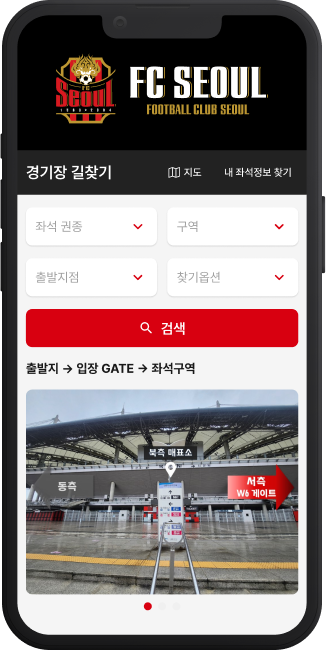 FC
Seoul
FC SEOUL
FOOTBALL CLUB SEOUL
경기장 길찾기
지도
내 좌석정보 찾기
좌석 권종
구역
출발지점
찾기옵션
검색
출발지 → 입장 GATE → 좌석구역
북측 매표소
동측
서측
W6 게이트